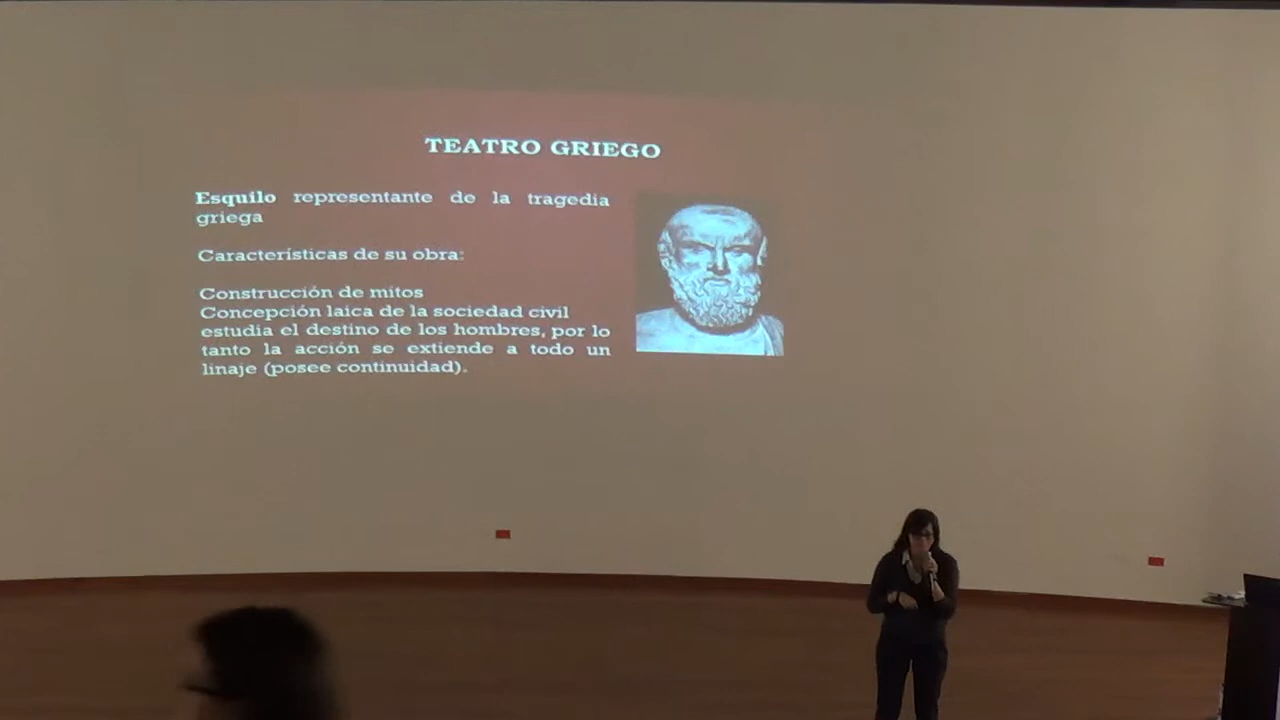 TEATRO GRIEGO
Esquilo representante de la tragedia
griega
Características de su obra:
Construcción de mitos
Concepción laica de la sociedad civil
estudia el destino de los hombres, por lo
tanto la acción se extiende a todo un
linaje (posee continuidad).